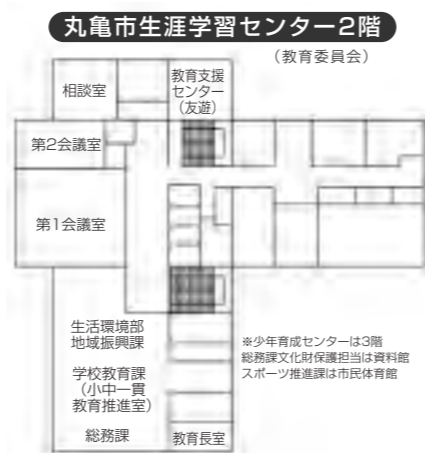 丸亀市生涯学習センター2階
(教育委員会)
相談室
教育支援
センター
(友遊)
第2会議室
第1会議室
生活環境部
地域振興課
学校教育課
(小中一貫
教育推進室)
総務課
教育長室
※少年育成センターは3階
総務課文化財保護担当は資料館
スポーツ推進課は市民体育館